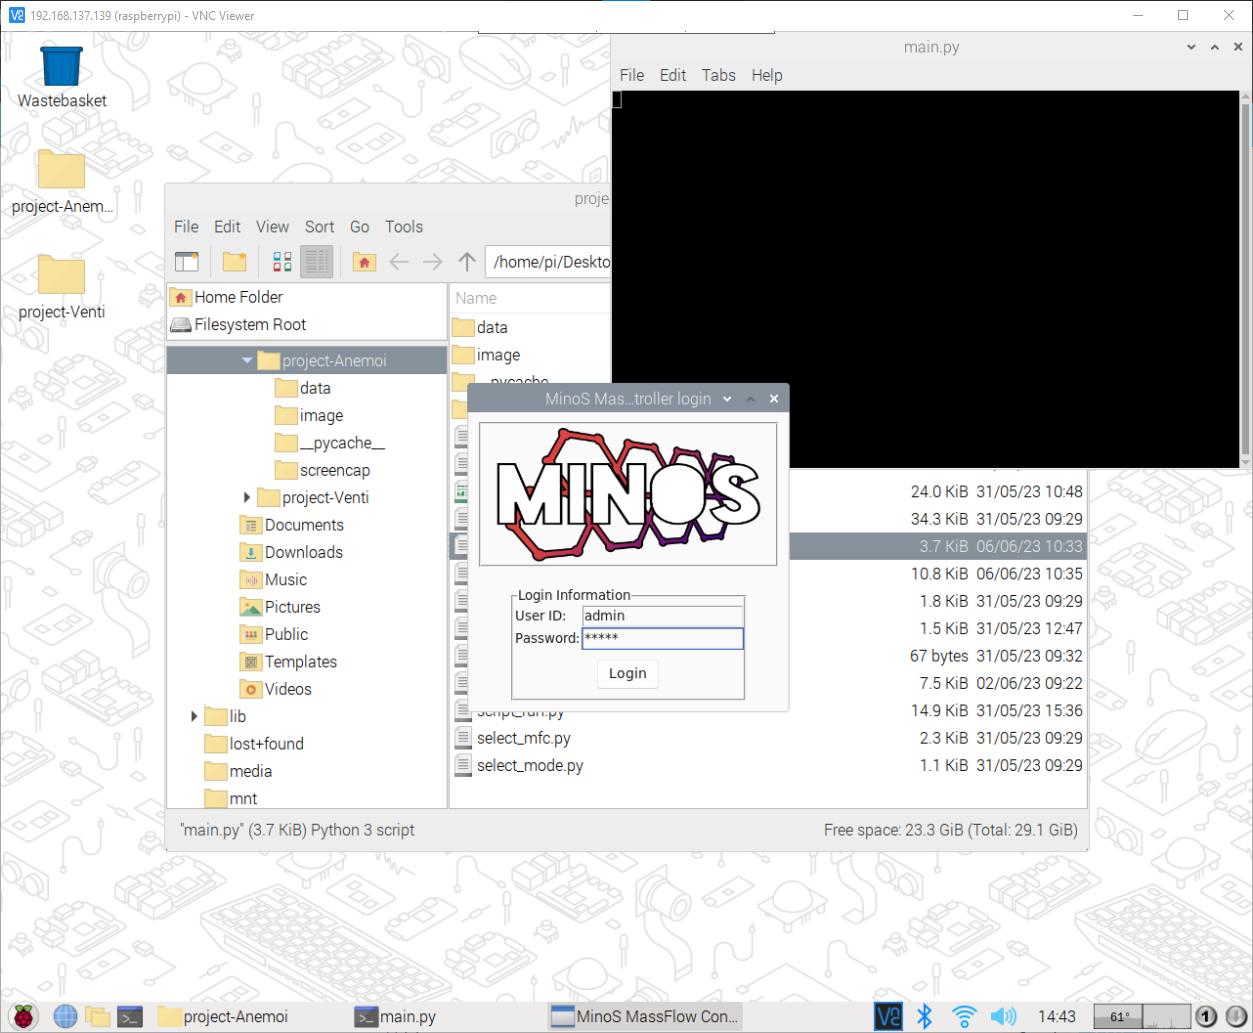 192.168.137.139 (raspberrypi) - VNC Viewer
Wastebasket
project-Anem...
project-Venti
main.py
File Edit Tabs Help
proje
File Edit View Sort Go Tools
/home/pi/Deskto
Home Folder
Filesystem Root
project-Anemoi
data
image
__pycache__
screencap
project-Venti
Documents
Downloads
Music
Pictures
Public
Templates
Videos
lib
lost+found
media
mnt
Name
data
image
__pycache__
MinoS Mas...troller login
MINOS
Login Information
User ID: admin
Password: *****
Login
24.0 KiB 31/05/23 10:48
34.3 KiB 31/05/23 09:29
3.7 KiB 06/06/23 10:33
10.8 KiB 06/06/23 10:35
1.8 KiB 31/05/23 09:29
1.5 KiB 31/05/23 12:47
67 bytes 31/05/23 09:32
7.5 KiB 02/06/23 09:22
script_run.py 14.9 KiB 31/05/23 15:36
select_mfc.py 2.3 KiB 31/05/23 09:29
select_mode.py 1.1 KiB 31/05/23 09:29
"main.py" (3.7 KiB) Python 3 script
Free space: 23.3 GiB (Total: 29.1 GiB)
project-Anemoi
main.py
MinoS MassFlow Con...
14:43
61°
1